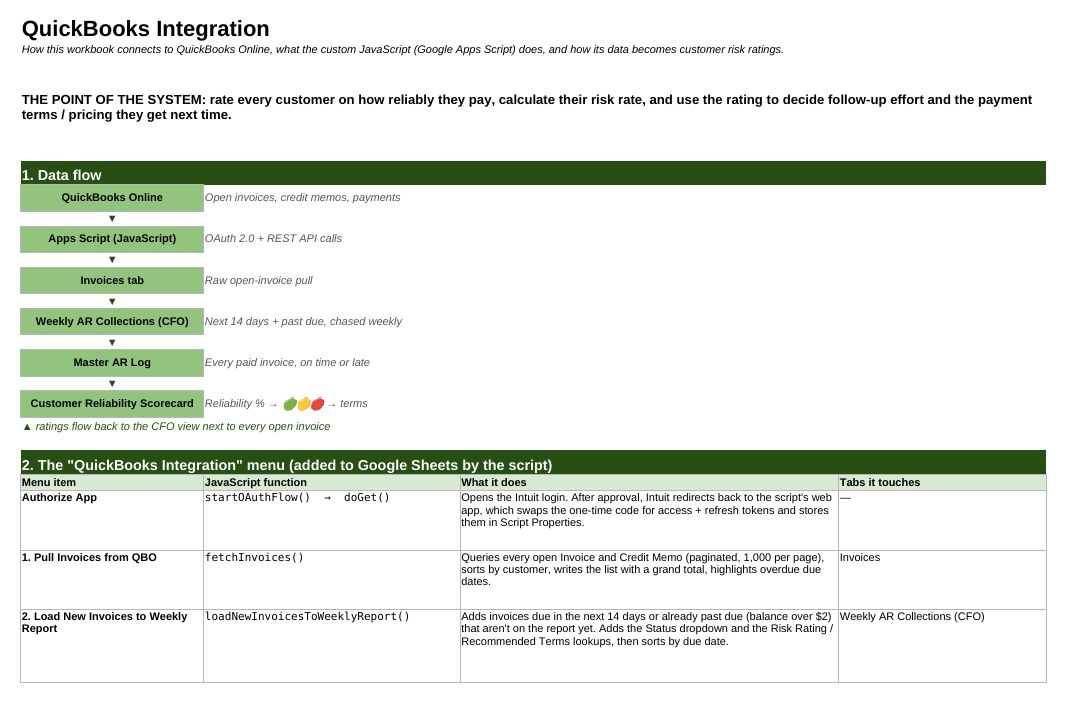 QuickBooks Integration
How this workbook connects to QuickBooks Online, what the custom JavaScript (Google Apps Script) does, and how its data becomes customer risk ratings.
THE POINT OF THE SYSTEM: rate every customer on how reliably they pay, calculate their risk rate, and use the rating to decide follow-up effort and the payment
terms / pricing they get next time.
1. Data flow
QuickBooks Online
Open invoices, credit memos, payments
▼
Apps Script (JavaScript)
OAuth 2.0 + REST API calls
▼
Invoices tab
Raw open-invoice pull
▼
Weekly AR Collections (CFO)
Next 14 days + past due, chased weekly
▼
Master AR Log
Every paid invoice, on time or late
▼
Customer Reliability Scorecard
Reliability % → 🟢🟡🔴 → terms
▲ ratings flow back to the CFO view next to every open invoice
2. The "QuickBooks Integration" menu (added to Google Sheets by the script)
Menu item
JavaScript function
What it does
Tabs it touches
Authorize App
startOAuthFlow() → doGet()
Opens the Intuit login. After approval, Intuit redirects back to the script's web
app, which swaps the one-time code for access + refresh tokens and stores
them in Script Properties.
—
1. Pull Invoices from QBO
fetchInvoices()
Queries every open Invoice and Credit Memo (paginated, 1,000 per page),
sorts by customer, writes the list with a grand total, highlights overdue due
dates.
Invoices
2. Load New Invoices to Weekly
Report
loadNewInvoicesToWeeklyReport()
Adds invoices due in the next 14 days or already past due (balance over $2)
that aren't on the report yet. Adds the Status dropdown and the Risk Rating /
Recommended Terms lookups, then sorts by due date.
Weekly AR Collections (CFO)